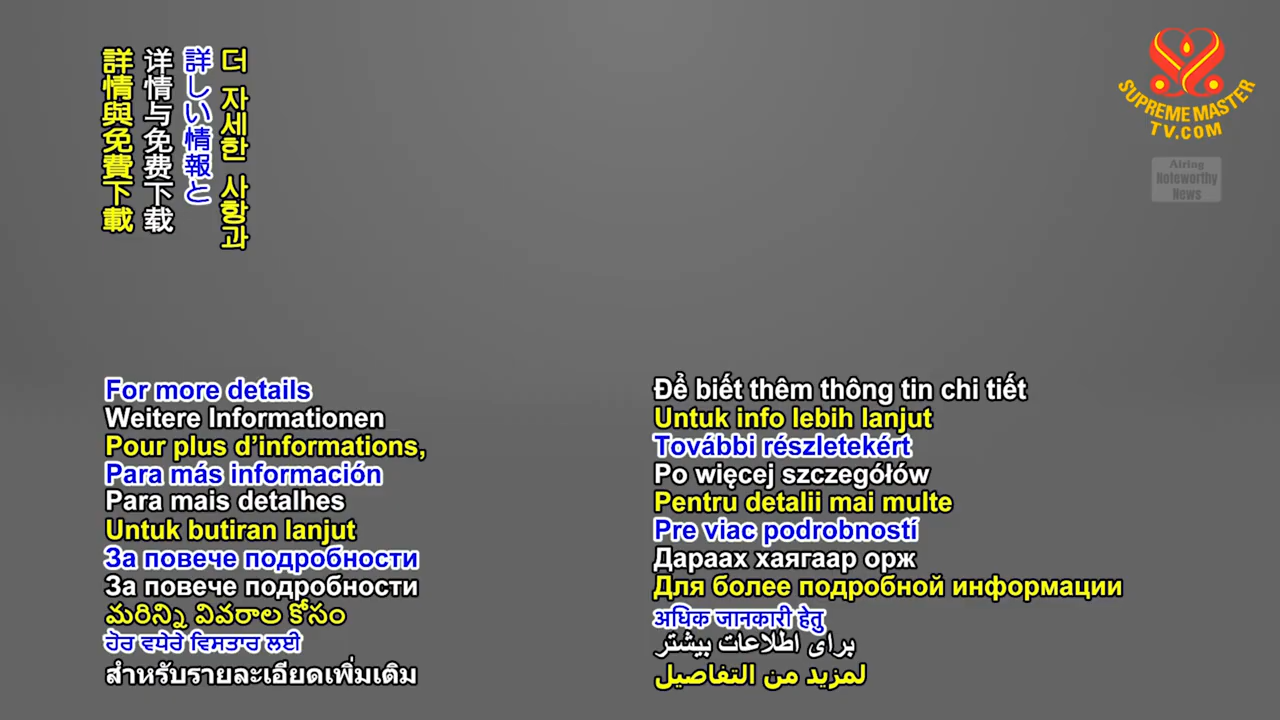 詳情與免費下載
详情与免费下载
詳しい情報と
더 자세한 사항과
SUPREME MASTER
TV.COM
Airing
Noteworthy
News
For more details
Weitere Informationen
Pour plus d’informations,
Para más información
Para mais detalhes
Untuk butiran lanjut
За повече подробности
За повече подробности
మరిన్ని వివరాల కోసం
ਹੋਰ ਵਧੇਰੇ ਵਿਸਤਾਰ ਲਈ
สำหรับรายละเอียดเพิ่มเติม
Để biết thêm thông tin chi tiết
Untuk info lebih lanjut
További részletekért
Po więcej szczegółów
Pentru detalii mai multe
Pre viac podrobností
Дараах хаягаар орж
Для более подробной информации
अधिक जानकारी हेतु
برای اطلاعات بیشتر
لمزيد من التفاصيل